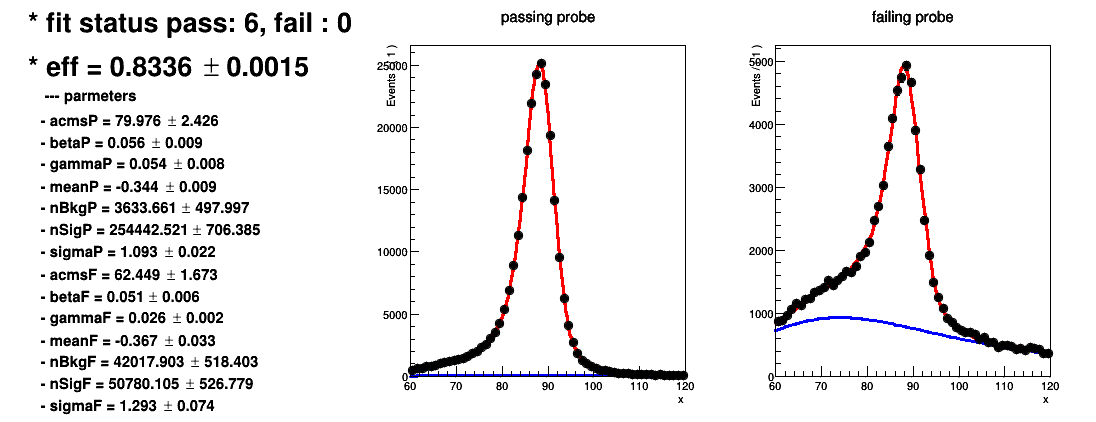 * fit status pass: 6, fail : 0
* eff = 0.8336 ± 0.0015
--- parmeters
- acmsP = 79.976 ± 2.426
- betaP = 0.056 ± 0.009
- gammaP = 0.054 ± 0.008
- meanP = -0.344 ± 0.009
- nBkgP = 3633.661 ± 497.997
- nSigP = 254442.521 ± 706.385
- sigmaP = 1.093 ± 0.022
- acmsF = 62.449 ± 1.673
- betaF = 0.051 ± 0.006
- gammaF = 0.026 ± 0.002
- meanF = -0.367 ± 0.033
- nBkgF = 42017.903 ± 518.403
- nSigF = 50780.105 ± 526.779
- sigmaF = 1.293 ± 0.074
passing probe
Events / ( 1 )
25000
20000
15000
10000
5000
0
60 70 80 90 100 110 120
x
failing probe
Events / ( 1 )
5000
4000
3000
2000
1000
0
60 70 80 90 100 110 120
x